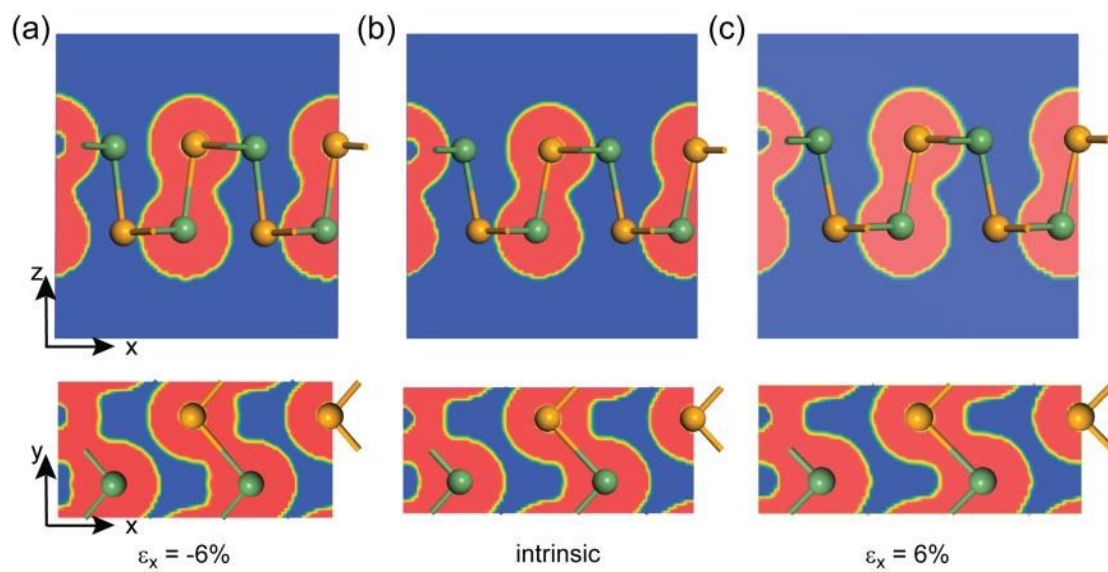 (a) (b) (c)
z
x
y
x
εₓ = -6% intrinsic εₓ = 6%